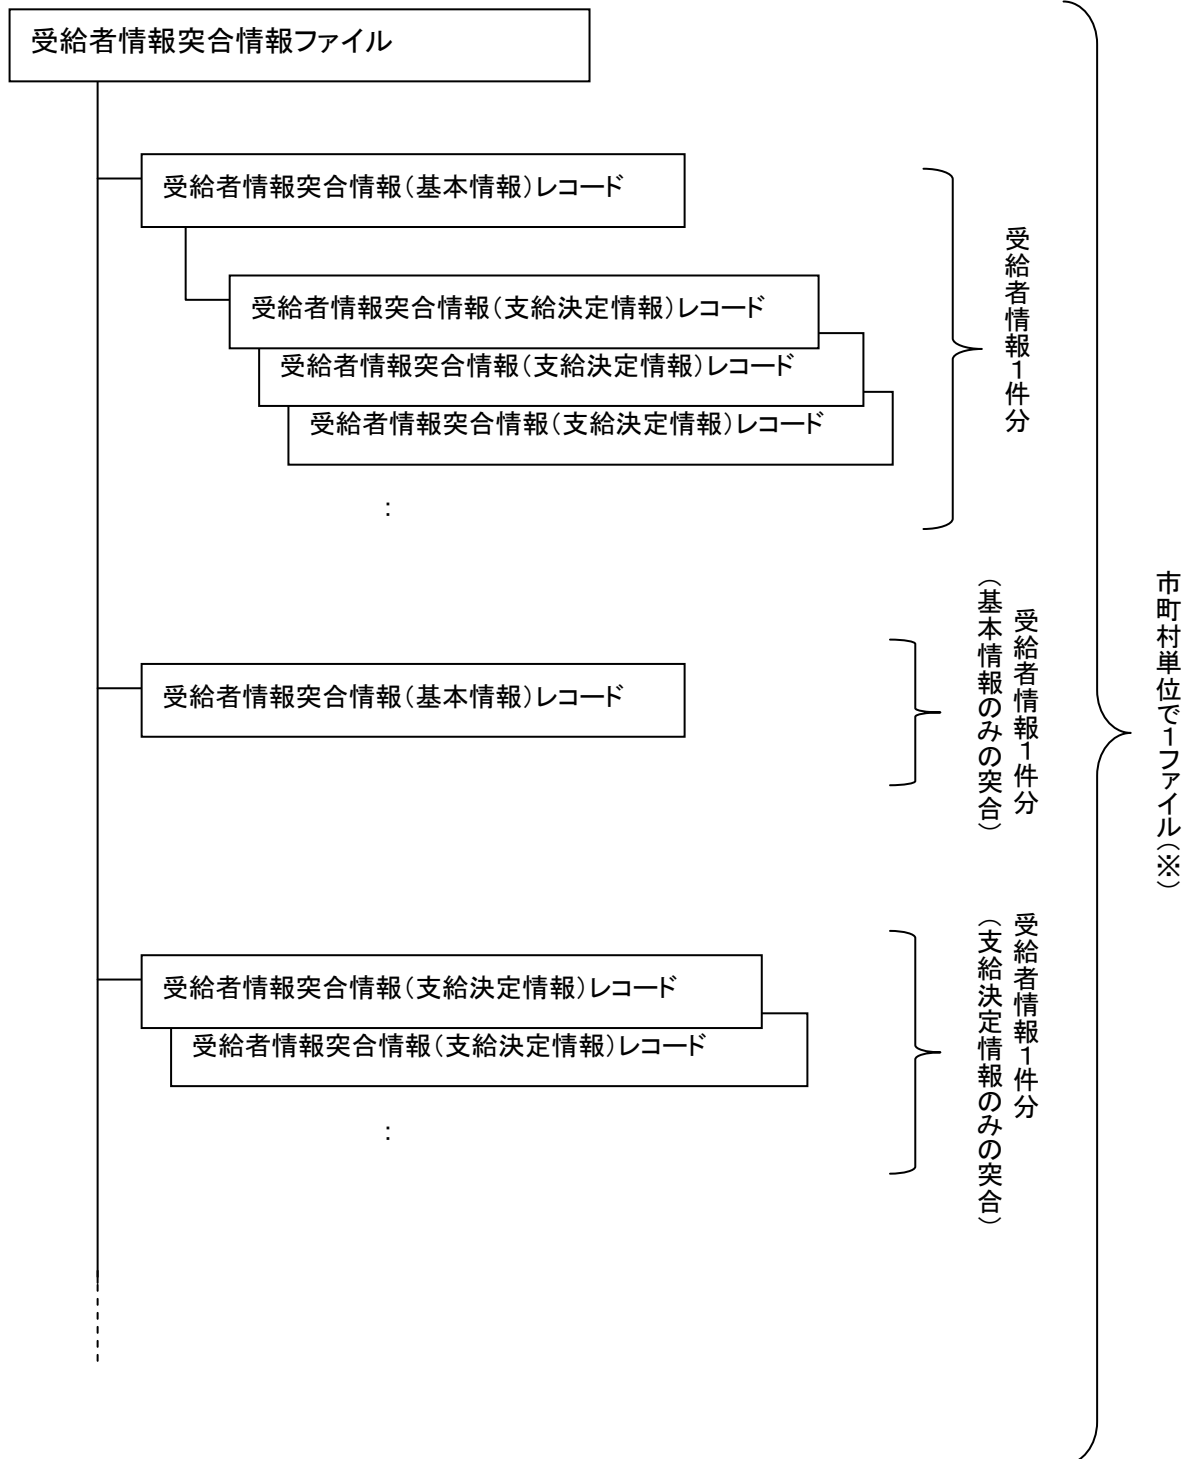 受給者情報突合情報ファイル
受給者情報突合情報(基本情報)レコード
受給者情報突合情報(支給決定情報)レコード
受給者情報突合情報(支給決定情報)レコード
受給者情報突合情報(支給決定情報)レコード
:
受給者情報1件分
受給者情報突合情報(基本情報)レコード
受給者情報1件分
(基本情報のみの突合)
受給者情報突合情報(支給決定情報)レコード
受給者情報突合情報(支給決定情報)レコード
:
受給者情報1件分
(支給決定情報のみの突合)
市町村単位で1ファイル(※)